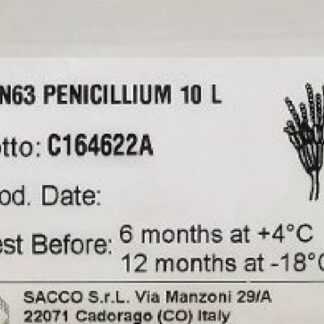 N63 PENICILLIUM 10 L
otto: C164622A
od. Date:
est Before: 6 months at +4°C
12 months at -18°C
SACCO S.r.L. Via Manzoni 29/A
22071 Cadorago (CO) Italy